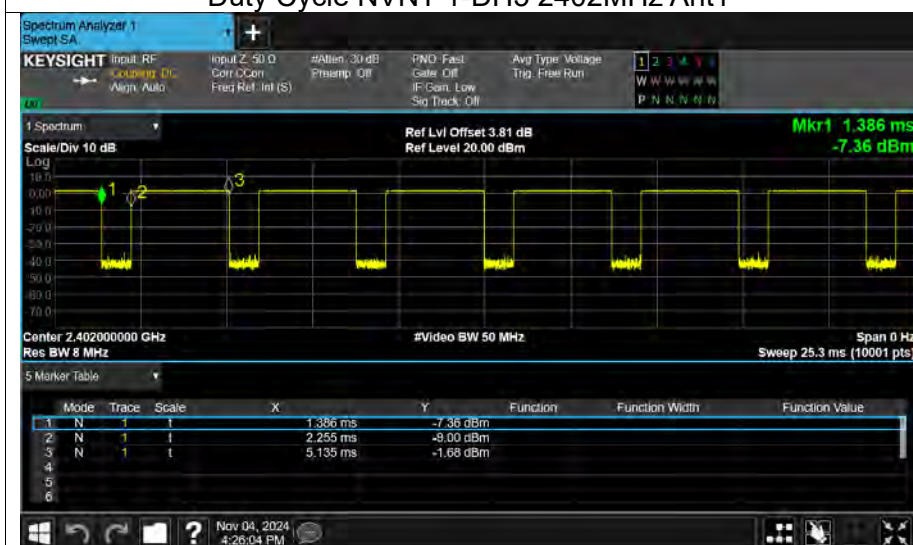 Duty Cycle NVNT 1-DH5 2402MHz Ant1
Spectrum Analyzer 1
Swept SA
+
KEYSIGHT Input: RF Input Z: 50 Ω #Atten: 30 dB PNO: Fast Avg Type: Voltage 1 2 3 4 5 6
Coupling: DC Corr CCorr Preamp: Off Gate: Off Trig: Free Run W W W W W W
Align: Auto Freq Ref: Int (S) IF Gain: Low
Sig Track: Off P N N N N N
1 Spectrum Ref Lvl Offset 3.81 dB Mkr1 1.386 ms
Scale/Div 10 dB Ref Level 20.00 dBm -7.36 dBm
Log
10.0
0.00
-10.0
-20.0
-30.0
-40.0
-50.0
-60.0
-70.0
1 2 3
Center 2.402000000 GHz #Video BW 50 MHz Span 0 Hz
Res BW 8 MHz Sweep 25.3 ms (10001 pts)
5 Marker Table
Mode Trace Scale X Y Function Function Width Function Value
1 N 1 t 1.386 ms -7.36 dBm
2 N 1 t 2.255 ms -9.00 dBm
3 N 1 t 5.135 ms -1.68 dBm
4
5
6
? Nov 04, 2024
4:26:04 PM